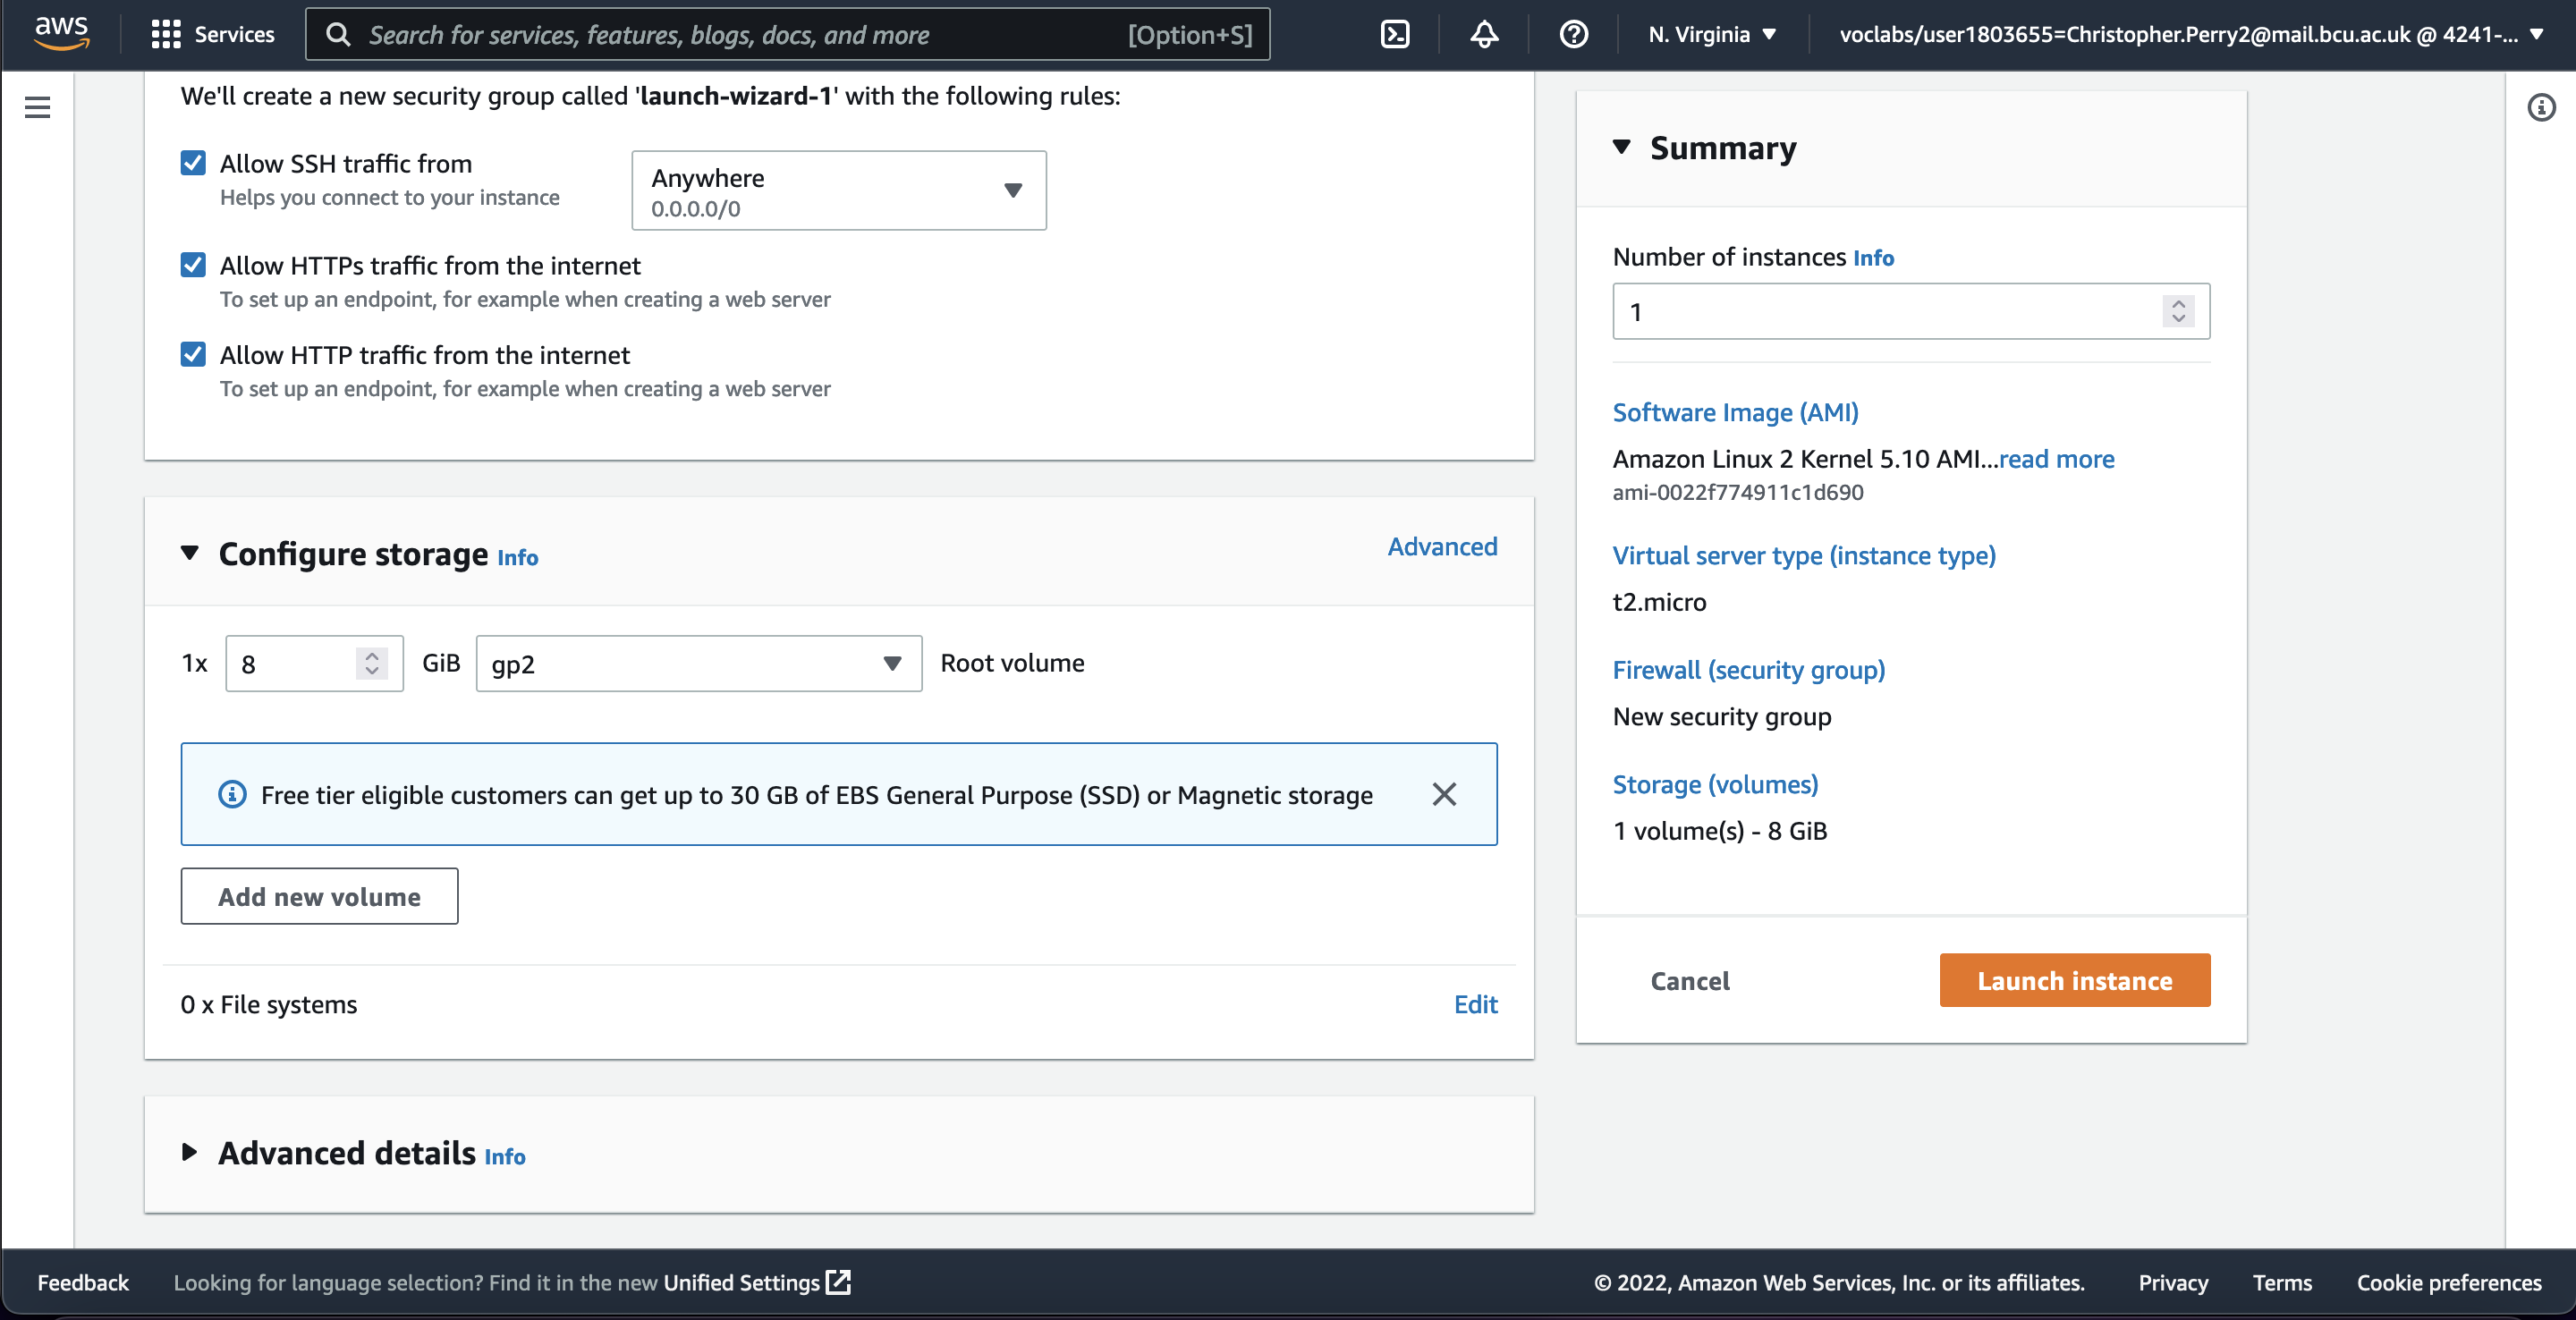 aws
Services
Search for services, features, blogs, docs, and more
[Option+S]
N. Virginia
voclabs/user1803655=Christopher.Perry2@mail.bcu.ac.uk @ 4241-...
We'll create a new security group called 'launch-wizard-1' with the following rules:
Allow SSH traffic from
Helps you connect to your instance
Anywhere
0.0.0.0/0
Allow HTTPs traffic from the internet
To set up an endpoint, for example when creating a web server
Allow HTTP traffic from the internet
To set up an endpoint, for example when creating a web server
Configure storage Info
Advanced
1x
8
GiB
gp2
Root volume
Free tier eligible customers can get up to 30 GB of EBS General Purpose (SSD) or Magnetic storage
Add new volume
0 x File systems
Edit
Advanced details Info
Summary
Number of instances Info
1
Software Image (AMI)
Amazon Linux 2 Kernel 5.10 AMI...read more
ami-0022f774911c1d690
Virtual server type (instance type)
t2.micro
Firewall (security group)
New security group
Storage (volumes)
1 volume(s) - 8 GiB
Cancel
Launch instance
Feedback
Looking for language selection? Find it in the new Unified Settings
© 2022, Amazon Web Services, Inc. or its affiliates.
Privacy
Terms
Cookie preferences